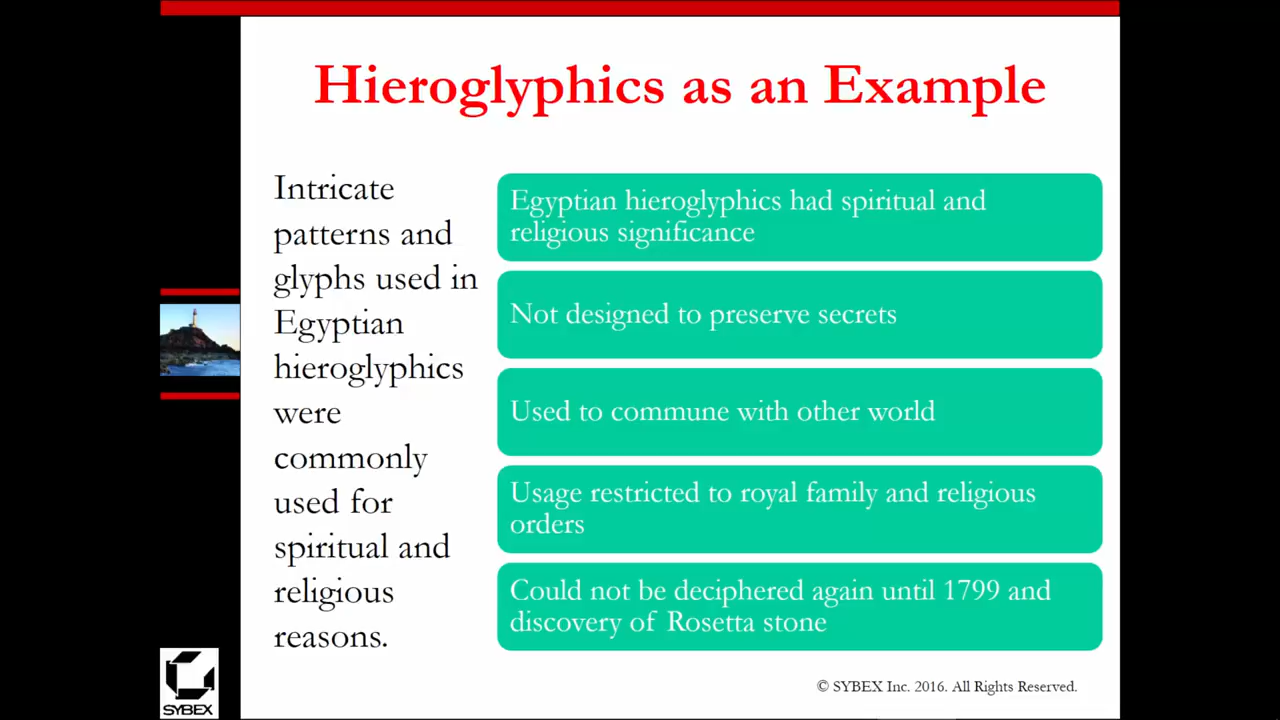 Hieroglyphics as an Example
Intricate
patterns and
glyphs used in
Egyptian
hieroglyphics
were
commonly
used for
spiritual and
religious
reasons.
Egyptian hieroglyphics had spiritual and
religious significance
Not designed to preserve secrets
Used to commune with other world
Usage restricted to royal family and religious
orders
Could not be deciphered again until 1799 and
discovery of Rosetta stone
© SYBEX Inc. 2016. All Rights Reserved.
SYBEX